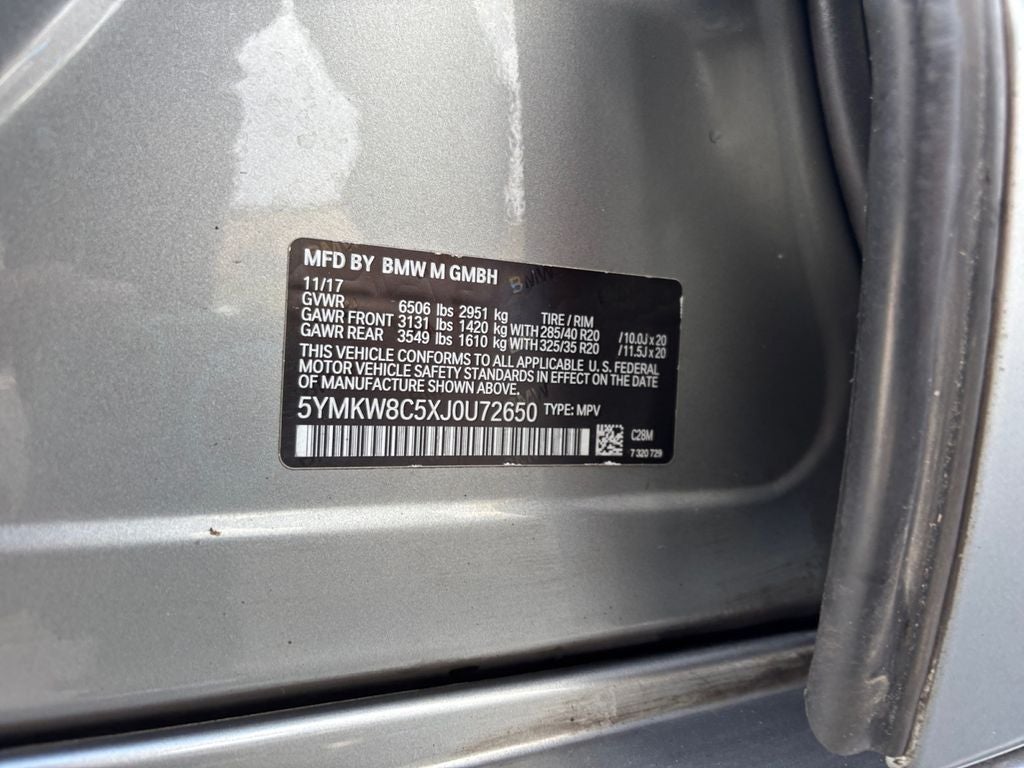 MFD BY BMW M GMBH
11/17
GVWR 6506 lbs 2951 kg TIRE / RIM
GAWR FRONT 3131 lbs 1420 kg WITH 285/40 R20 /10.0J x 20
GAWR REAR 3549 lbs 1610 kg WITH 325/35 R20 /11.5J x 20
THIS VEHICLE CONFORMS TO ALL APPLICABLE U. S. FEDERAL
MOTOR VEHICLE SAFETY STANDARDS IN EFFECT ON THE DATE
OF MANUFACTURE SHOWN ABOVE.
5YMKW8C5XJ0U72650 TYPE: MPV
C28M
7 320 729